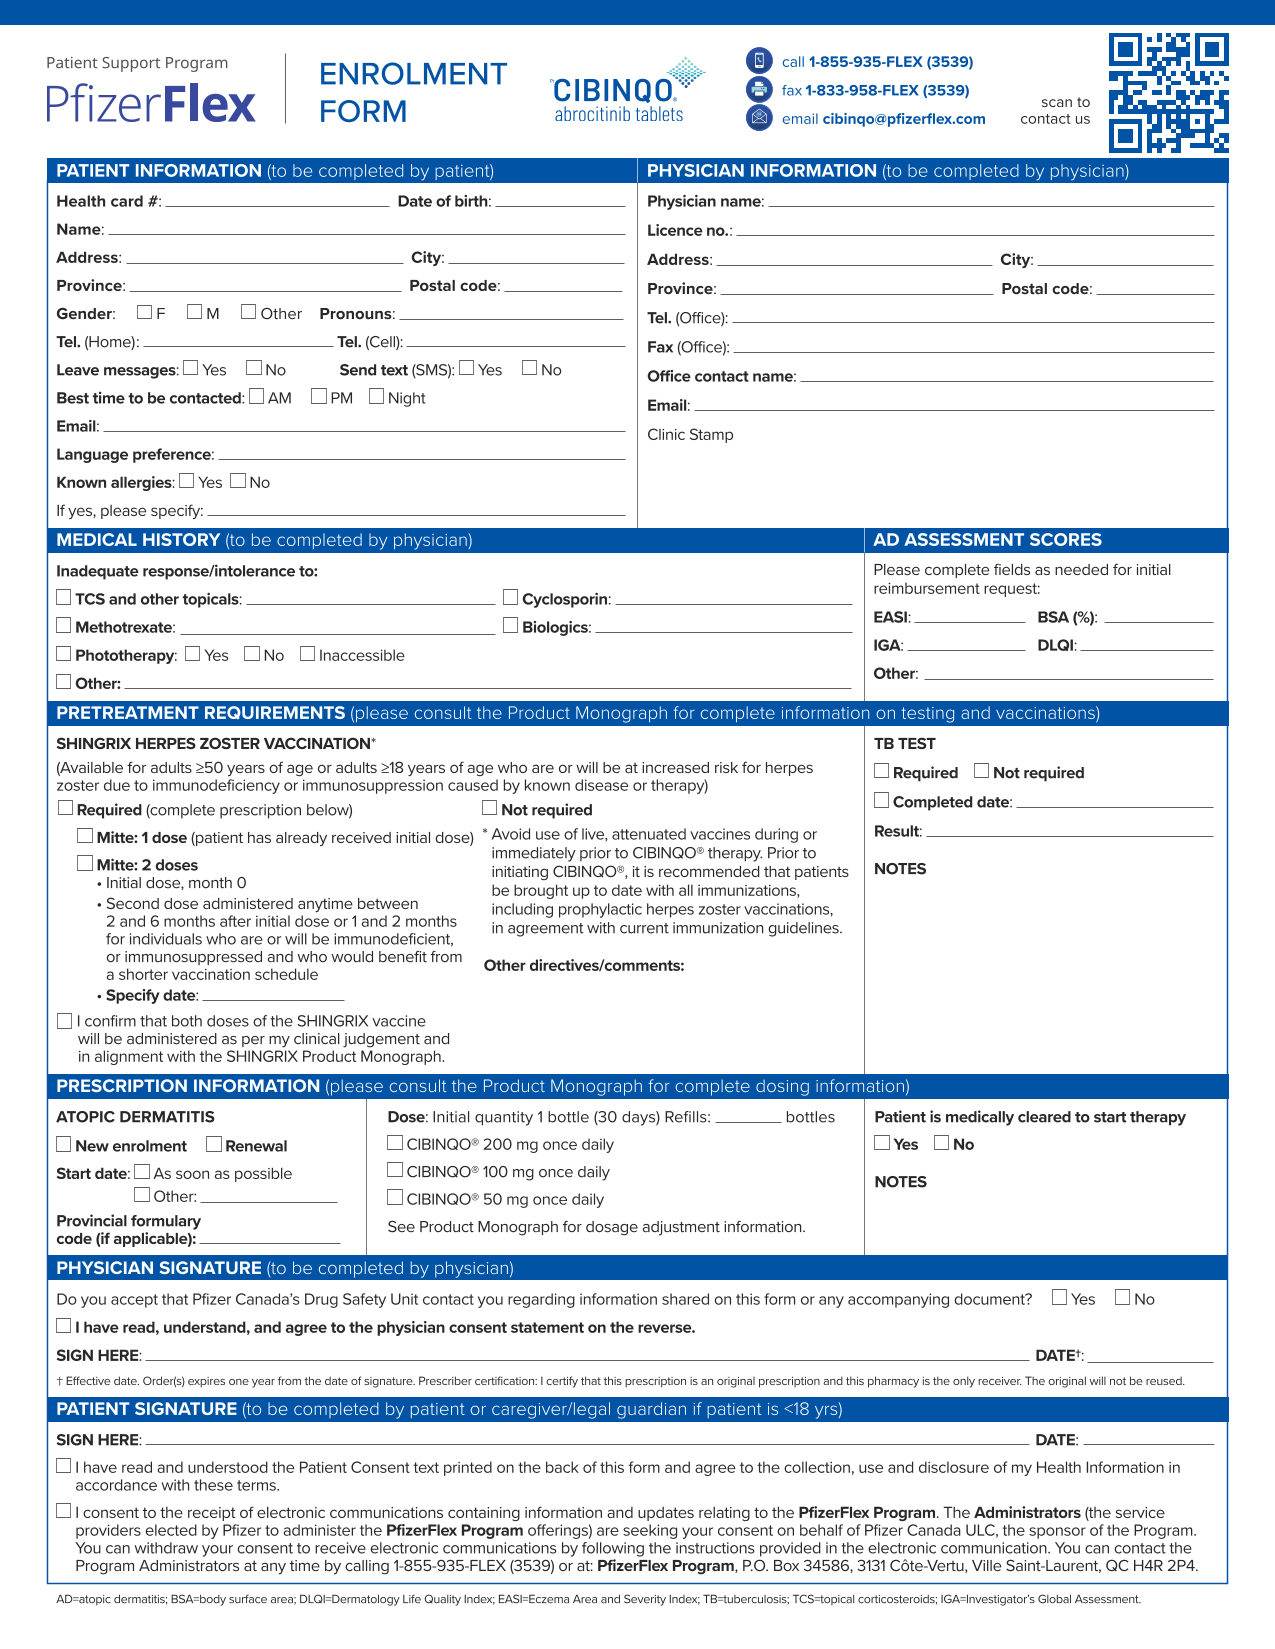 Patient Support Program
PfizerFlex
ENROLMENT
FORM
™CIBINQO®
abrocitinib tablets
call 1-855-935-FLEX (3539)
fax 1-833-958-FLEX (3539)
email cibinqo@pfizerflex.com
scan to
contact us
PATIENT INFORMATION (to be completed by patient)
Health card #: Date of birth:
Name:
Address: City:
Province: Postal code:
Gender: F M Other Pronouns:
Tel. (Home): Tel. (Cell):
Leave messages: Yes No Send text (SMS): Yes No
Best time to be contacted: AM PM Night
Email:
Language preference:
Known allergies: Yes No
If yes, please specify:
PHYSICIAN INFORMATION (to be completed by physician)
Physician name:
Licence no.:
Address: City:
Province: Postal code:
Tel. (Office):
Fax (Office):
Office contact name:
Email:
Clinic Stamp
MEDICAL HISTORY (to be completed by physician)
Inadequate response/intolerance to:
TCS and other topicals: Cyclosporin:
Methotrexate: Biologics:
Phototherapy: Yes No Inaccessible
Other:
AD ASSESSMENT SCORES
Please complete fields as needed for initial
reimbursement request:
EASI: BSA (%):
IGA: DLQI:
Other:
PRETREATMENT REQUIREMENTS (please consult the Product Monograph for complete information on testing and vaccinations)
SHINGRIX HERPES ZOSTER VACCINATION*
(Available for adults ≥50 years of age or adults ≥18 years of age who are or will be at increased risk for herpes
zoster due to immunodeficiency or immunosuppression caused by known disease or therapy)
Required (complete prescription below)
Mitte: 1 dose (patient has already received initial dose)
Mitte: 2 doses
• Initial dose, month 0
• Second dose administered anytime between
2 and 6 months after initial dose or 1 and 2 months
for individuals who are or will be immunodeficient,
or immunosuppressed and who would benefit from
a shorter vaccination schedule
• Specify date:
I confirm that both doses of the SHINGRIX vaccine
will be administered as per my clinical judgement and
in alignment with the SHINGRIX Product Monograph.
Not required
* Avoid use of live, attenuated vaccines during or
immediately prior to CIBINQO® therapy. Prior to
initiating CIBINQO®, it is recommended that patients
be brought up to date with all immunizations,
including prophylactic herpes zoster vaccinations,
in agreement with current immunization guidelines.
Other directives/comments:
TB TEST
Required Not required
Completed date:
Result:
NOTES
PRESCRIPTION INFORMATION (please consult the Product Monograph for complete dosing information)
ATOPIC DERMATITIS
New enrolment Renewal
Start date: As soon as possible
Other:
Provincial formulary
code (if applicable):
Dose: Initial quantity 1 bottle (30 days) Refills: bottles
CIBINQO® 200 mg once daily
CIBINQO® 100 mg once daily
CIBINQO® 50 mg once daily
See Product Monograph for dosage adjustment information.
Patient is medically cleared to start therapy
Yes No
NOTES
PHYSICIAN SIGNATURE (to be completed by physician)
Do you accept that Pfizer Canada’s Drug Safety Unit contact you regarding information shared on this form or any accompanying document? Yes No
I have read, understand, and agree to the physician consent statement on the reverse.
SIGN HERE: DATE†:
† Effective date. Order(s) expires one year from the date of signature. Prescriber certification: I certify that this prescription is an original prescription and this pharmacy is the only receiver. The original will not be reused.
PATIENT SIGNATURE (to be completed by patient or caregiver/legal guardian if patient is <18 yrs)
SIGN HERE: DATE:
I have read and understood the Patient Consent text printed on the back of this form and agree to the collection, use and disclosure of my Health Information in
accordance with these terms.
I consent to the receipt of electronic communications containing information and updates relating to the PfizerFlex Program. The Administrators (the service
providers elected by Pfizer to administer the PfizerFlex Program offerings) are seeking your consent on behalf of Pfizer Canada ULC, the sponsor of the Program.
You can withdraw your consent to receive electronic communications by following the instructions provided in the electronic communication. You can contact the
Program Administrators at any time by calling 1-855-935-FLEX (3539) or at: PfizerFlex Program, P.O. Box 34586, 3131 Côte-Vertu, Ville Saint-Laurent, QC H4R 2P4.
AD=atopic dermatitis; BSA=body surface area; DLQI=Dermatology Life Quality Index; EASI=Eczema Area and Severity Index; TB=tuberculosis; TCS=topical corticosteroids; IGA=Investigator’s Global Assessment.